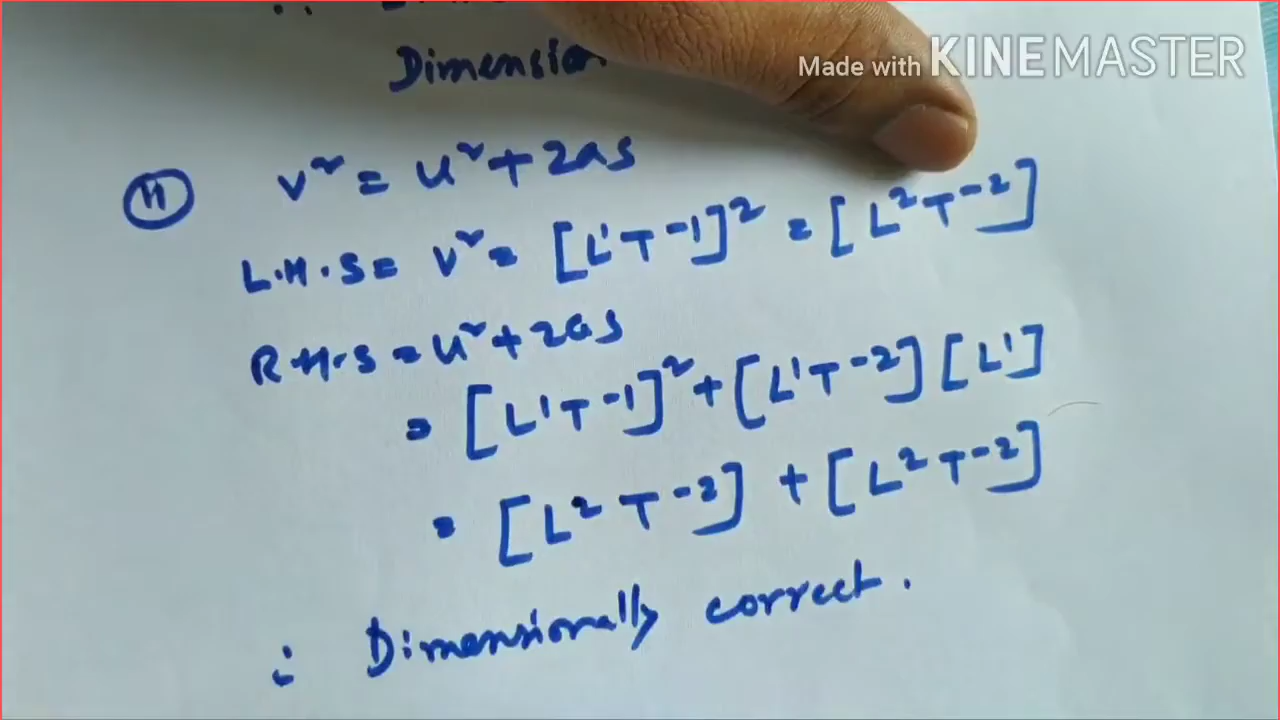 Dimension
Made with KINEMASTER
(11) v² = u² + 2as
L.H.S = v² = [L¹T⁻¹]² = [L²T⁻²]
R.H.S = u² + 2as
= [L¹T⁻¹]² + [L¹T⁻²] [L¹]
= [L²T⁻²] + [L²T⁻²]
∴ Dimensionally correct.